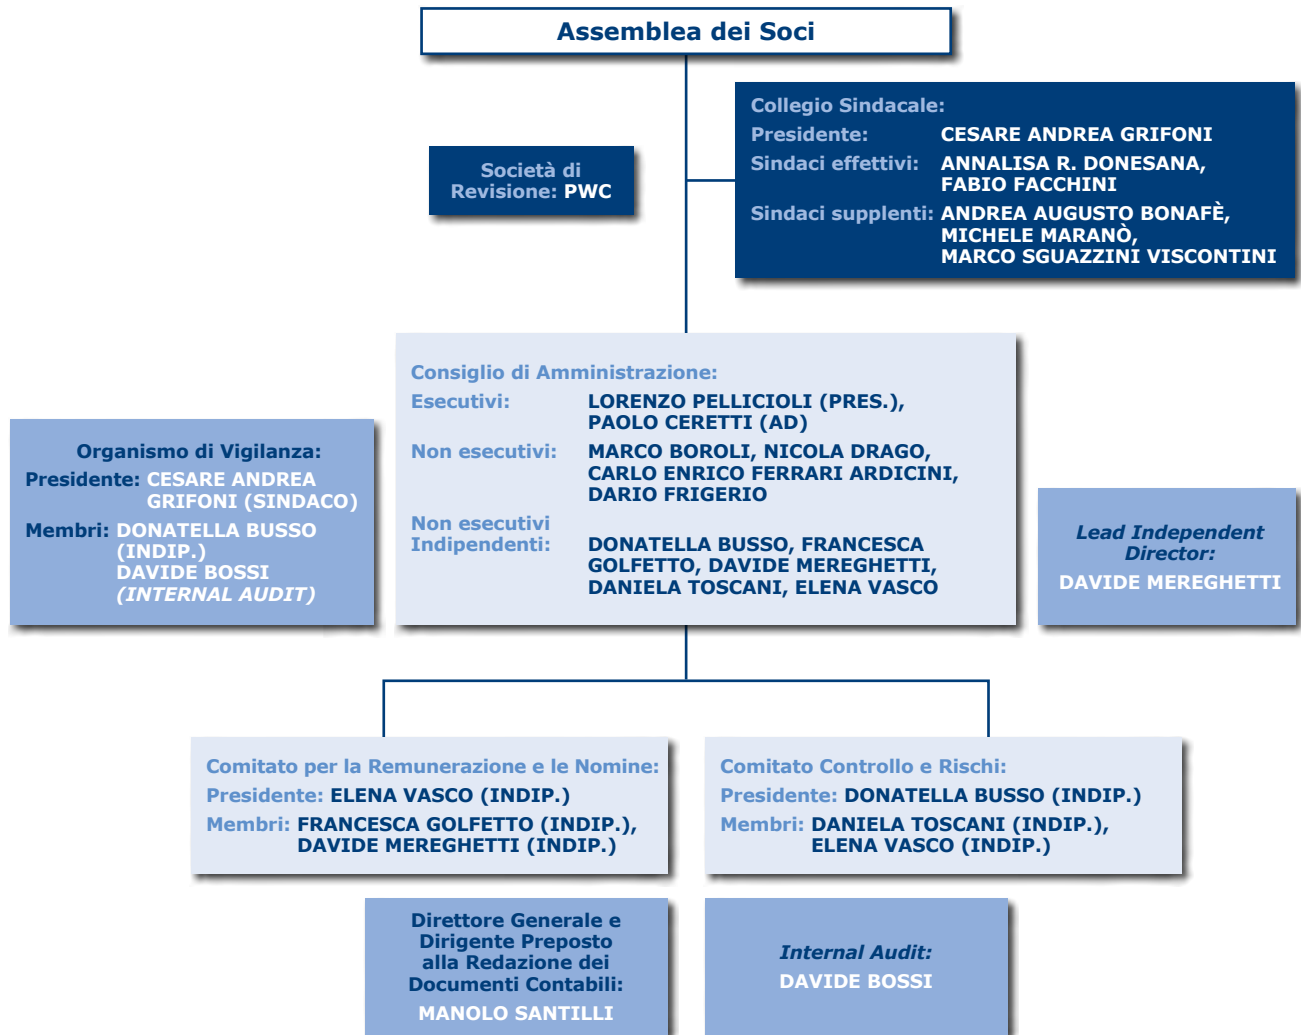 Assemblea dei Soci
Società di
Revisione: PWC
Collegio Sindacale:
Presidente: CESARE ANDREA GRIFONI
Sindaci effettivi: ANNALISA R. DONESANA,
FABIO FACCHINI
Sindaci supplenti: ANDREA AUGUSTO BONAFÈ,
MICHELE MARANÒ,
MARCO SGUAZZINI VISCONTINI
Consiglio di Amministrazione:
Esecutivi: LORENZO PELLICIOLI (PRES.),
PAOLO CERETTI (AD)
Non esecutivi: MARCO BOROLI, NICOLA DRAGO,
CARLO ENRICO FERRARI ARDICINI,
DARIO FRIGERIO
Non esecutivi
Indipendenti: DONATELLA BUSSO, FRANCESCA
GOLFETTO, DAVIDE MEREGHETTI,
DANIELA TOSCANI, ELENA VASCO
Organismo di Vigilanza:
Presidente: CESARE ANDREA
GRIFONI (SINDACO)
Membri: DONATELLA BUSSO
(INDIP.)
DAVIDE BOSSI
(INTERNAL AUDIT)
Lead Independent
Director:
DAVIDE MEREGHETTI
Comitato per la Remunerazione e le Nomine:
Presidente: ELENA VASCO (INDIP.)
Membri: FRANCESCA GOLFETTO (INDIP.),
DAVIDE MEREGHETTI (INDIP.)
Comitato Controllo e Rischi:
Presidente: DONATELLA BUSSO (INDIP.)
Membri: DANIELA TOSCANI (INDIP.),
ELENA VASCO (INDIP.)
Direttore Generale e
Dirigente Preposto
alla Redazione dei
Documenti Contabili:
MANOLO SANTILLI
Internal Audit:
DAVIDE BOSSI